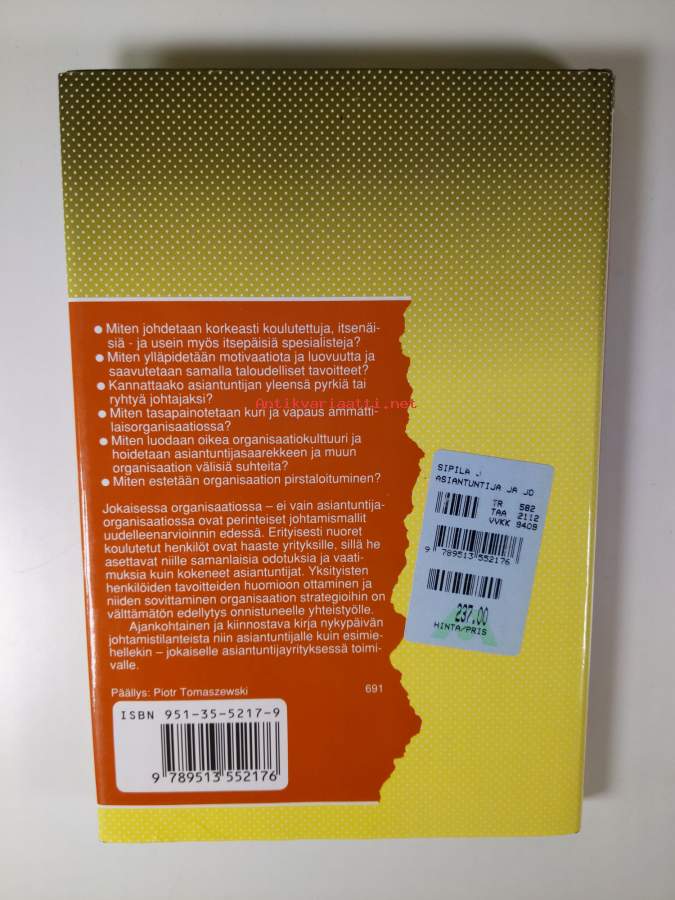 ● Miten johdetaan korkeasti koulutettuja, itsenäi-
siä - ja usein myös itsepäisiä spesialisteja?
● Miten ylläpidetään motivaatiota ja luovuutta ja
saavutetaan samalla taloudelliset tavoitteet?
● Kannattaako asiantuntijan yleensä pyrkiä tai
ryhtyä johtajaksi?
Antikvariaatti.net
● Miten tasapainotetaan kuri ja vapaus ammatti-
laisorganisaatiossa?
● Miten luodaan oikea organisaatiokulttuuri ja
hoidetaan asiantuntijasaarekkeen ja muun
organisaation välisiä suhteita?
● Miten estetään organisaation pirstaloituminen?
Jokaisessa organisaatiossa – ei vain asiantuntija-
organisaatiossa ovat perinteiset johtamismallit
uudelleenarvioinnin edessä. Erityisesti nuoret
koulutetut henkilöt ovat haaste yrityksille, sillä he
asettavat niille samanlaisia odotuksia ja vaati-
muksia kuin kokeneet asiantuntijat. Yksityisten
henkilöiden tavoitteiden huomioon ottaminen ja
niiden sovittaminen organisaation strategioihin on
välttämätön edellytys onnistuneelle yhteistyölle.
Ajankohtainen ja kiinnostava kirja nykypäivän
johtamistilanteista niin asiantuntijalle kuin esimie-
hellekin – jokaiselle asiantuntijayrityksessä toimi-
valle.
Päällys: Piotr Tomaszewski 691
ISBN 951-35-5217-9
9 789513 552176
SIPILA J
ASIANTUNTIJA JA JO
TR 582
TAA 2112
VVKK 9409
9 789513 552176
237.00
HINTA/PRIS